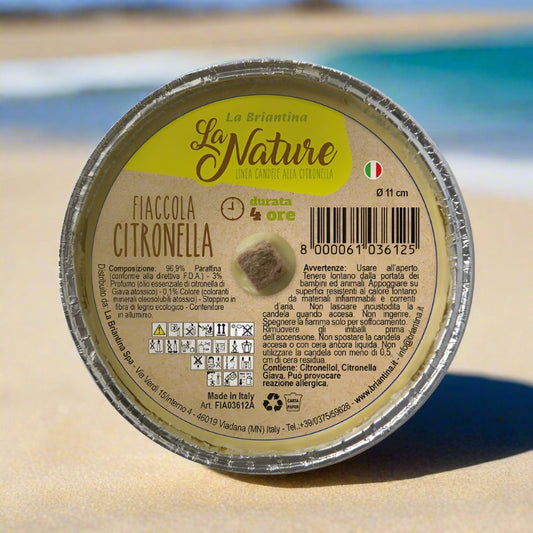 La Briantina
La Nature
LINEA CANDELE ALLA CITRONELLA
Ø 11 cm
FIACCOLA
CITRONELLA
durata
4 ore
8 000061 036125
Composizione: 96,9% Paraffina
(conforme alla direttiva F.D.A.) - 3%
Profumo (olio essenziale di citronella di
Giava atossico) - 0,1% Colore (coloranti
minerali oleosolubili atossici) - Stoppino in
fibra di legno ecologico - Contenitore
in alluminio.
Avvertenze: Usare all'aperto.
Tenere lontano dalla portata dei
bambini ed animali. Appoggiare su
superfici resistenti al calore lontano
da materiali infiammabili e correnti
d'aria. Non lasciare incustodita la
candela quando accesa. Non ingerire.
Spegnere la fiamma solo per soffocamento.
Rimuovere gli imballi prima
dell'accensione. Non spostare la candela
accesa o con cera ancora liquida. Non
utilizzare la candela con meno di 0,5
cm di cera residua.
Contiene: Citronellol, Citronella
Giava. Può provocare
reazione allergica.
Made in Italy
Art. FIA03612A
CARTA
PAPER
Distribuito da: La Briantina Spa - Via Verdi 15/interno 4 - 46019 Viadana (MN) Italy - Tel.+39/0375/59828 - www.briantina.it info@briantina.it